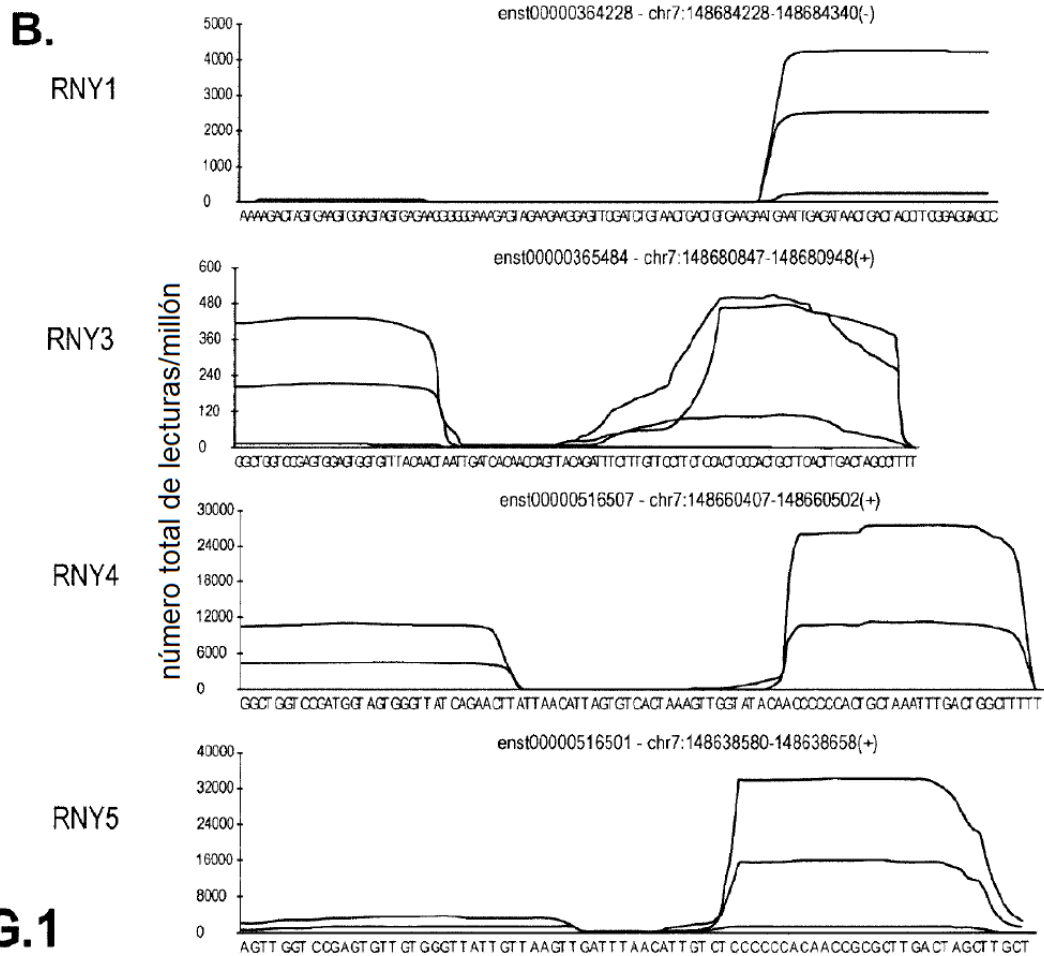 B.
enst00000364228 - chr7:148684228-148684340(-)
RNY1
5000
4000
3000
2000
1000
0
enst00000365484 - chr7:148680847-148680948(+)
RNY3
600
480
360
240
120
0
GGCTGGTCCGAGTGGAGTGGTGTTTACAACTAATTGATCACAACCAGTTACAGATTTCTTTGTTCCTTCTCCACTCCCACTGCTTCACTTGACTAGCCTTTT
número total de lecturas/millón
enst00000516507 - chr7:148660407-148660502(+)
RNY4
30000
24000
18000
12000
6000
0
GGCTGGTCCGATGGTAGTGGGTTATCAGAACTTATTAACATTAGTGTCACTAAAGTTGGTATACAACCCCCCACTGCTAAATTTGACTGGCTTTTT
enst00000516501 - chr7:148638580-148638658(+)
RNY5
40000
32000
24000
16000
8000
0
AGTTGGTCCGAGTGTTGTGGGTTATTGTTAAGTTGATTTAACATTGTCTCCCCCCACAACCGCGCTTGACTAGCTTGCT
G.1